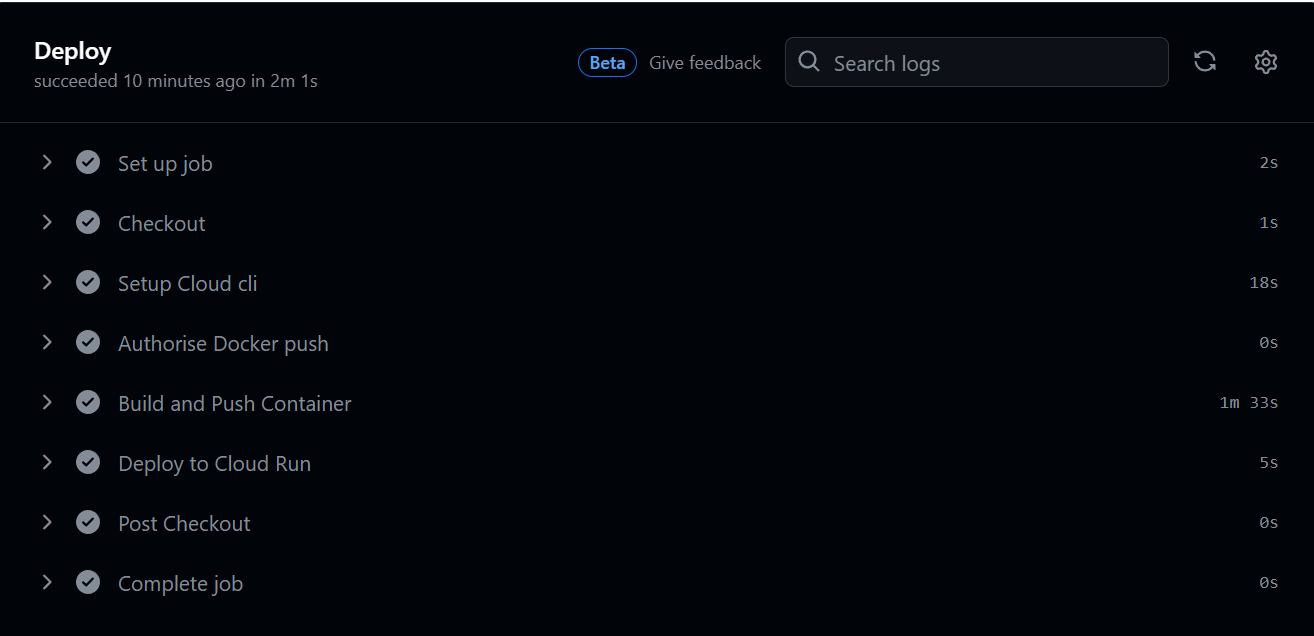 Deploy
succeeded 10 minutes ago in 2m 1s
Beta Give feedback
Search logs
Set up job 2s
Checkout 1s
Setup Cloud cli 18s
Authorise Docker push 0s
Build and Push Container 1m 33s
Deploy to Cloud Run 5s
Post Checkout 0s
Complete job 0s